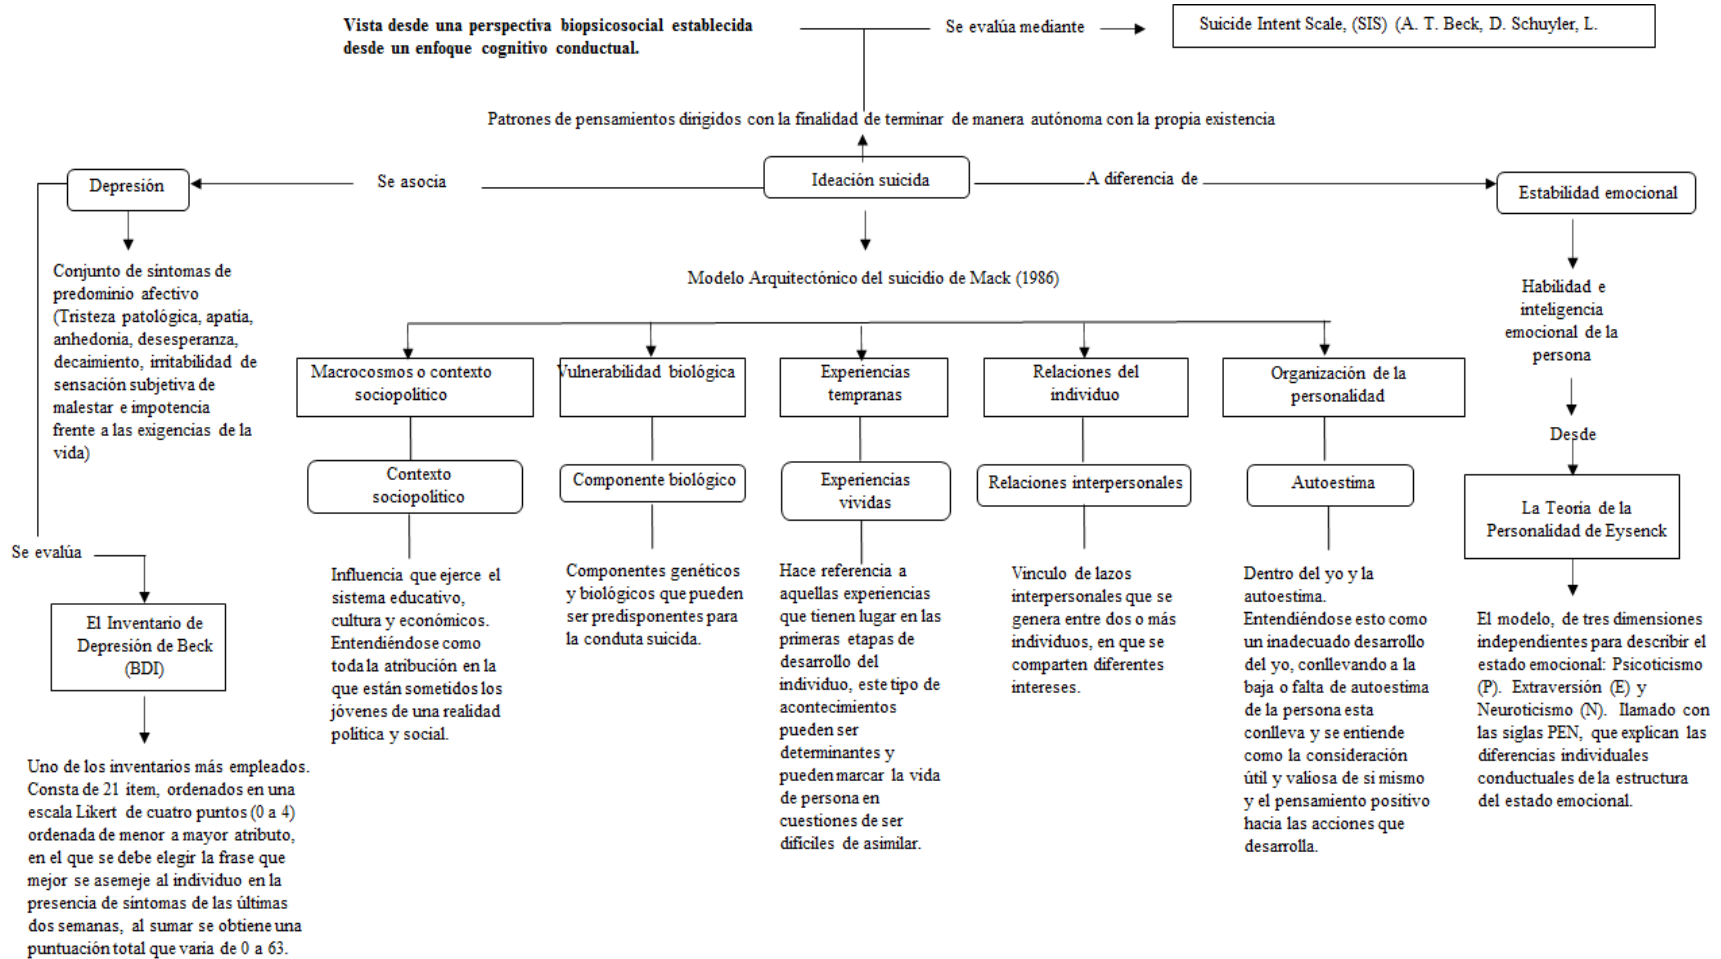 Vista desde una perspectiva biopsicosocial establecida
desde un enfoque cognitivo conductual.
Se evalúa mediante
Suicide Intent Scale, (SIS) (A. T. Beck, D. Schuyler, L.
Patrones de pensamientos dirigidos con la finalidad de terminar de manera autónoma con la propia existencia
Depresión
Se asocia
Ideación suicida
A diferencia de
Estabilidad emocional
Conjunto de síntomas de
predominio afectivo
(Tristeza patológica, apatía,
anhedonia, desesperanza,
decaimiento, irritabilidad de
sensación subjetiva de
malestar e impotencia
frente a las exigencias de la
vida)
Modelo Arquitectónico del suicidio de Mack (1986)
Habilidad e
inteligencia
emocional de la
persona
Macrocosmos o contexto
sociopolítico
Vulnerabilidad biológica
Experiencias
tempranas
Relaciones del
individuo
Organización de la
personalidad
Desde
Contexto
sociopolítico
Componente biológico
Experiencias
vividas
Relaciones interpersonales
Autoestima
La Teoría de la
Personalidad de Eysenck
Se evalúa
El Inventario de
Depresión de Beck
(BDI)
Influencia que ejerce el
sistema educativo,
cultura y económicos.
Entendiéndose como
toda la atribución en la
que están sometidos los
jóvenes de una realidad
política y social.
Componentes genéticos
y biológicos que pueden
ser predisponentes para
la conduta suicida.
Hace referencia a
aquellas experiencias
que tienen lugar en las
primeras etapas de
desarrollo del
individuo, este tipo de
acontecimientos
pueden ser
determinantes y
pueden marcar la vida
de persona en
cuestiones de ser
difíciles de asimilar.
Vinculo de lazos
interpersonales que se
genera entre dos o más
individuos, en que se
comparten diferentes
intereses.
Dentro del yo y la
autoestima.
Entendiéndose esto como
un inadecuado desarrollo
del yo, conllevando a la
baja o falta de autoestima
de la persona esta
conlleva y se entiende
como la consideración
útil y valiosa de si mismo
y el pensamiento positivo
hacia las acciones que
desarrolla.
El modelo, de tres dimensiones
independientes para describir el
estado emocional: Psicoticismo
(P). Extraversión (E) y
Neuroticismo (N). llamado con
las siglas PEN, que explican las
diferencias individuales
conductuales de la estructura
del estado emocional.
Uno de los inventarios más empleados.
Consta de 21 ítem, ordenados en una
escala Likert de cuatro puntos (0 a 4)
ordenada de menor a mayor atributo,
en el que se debe elegir la frase que
mejor se asemeje al individuo en la
presencia de síntomas de las últimas
dos semanas, al sumar se obtiene una
puntuación total que varia de 0 a 63.